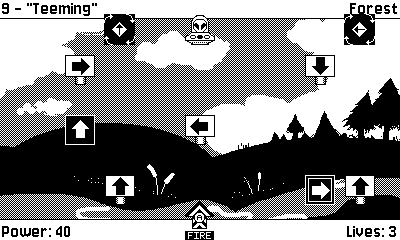 9 - "Teeming" Forest
FIRE
Power: 40 Lives: 3